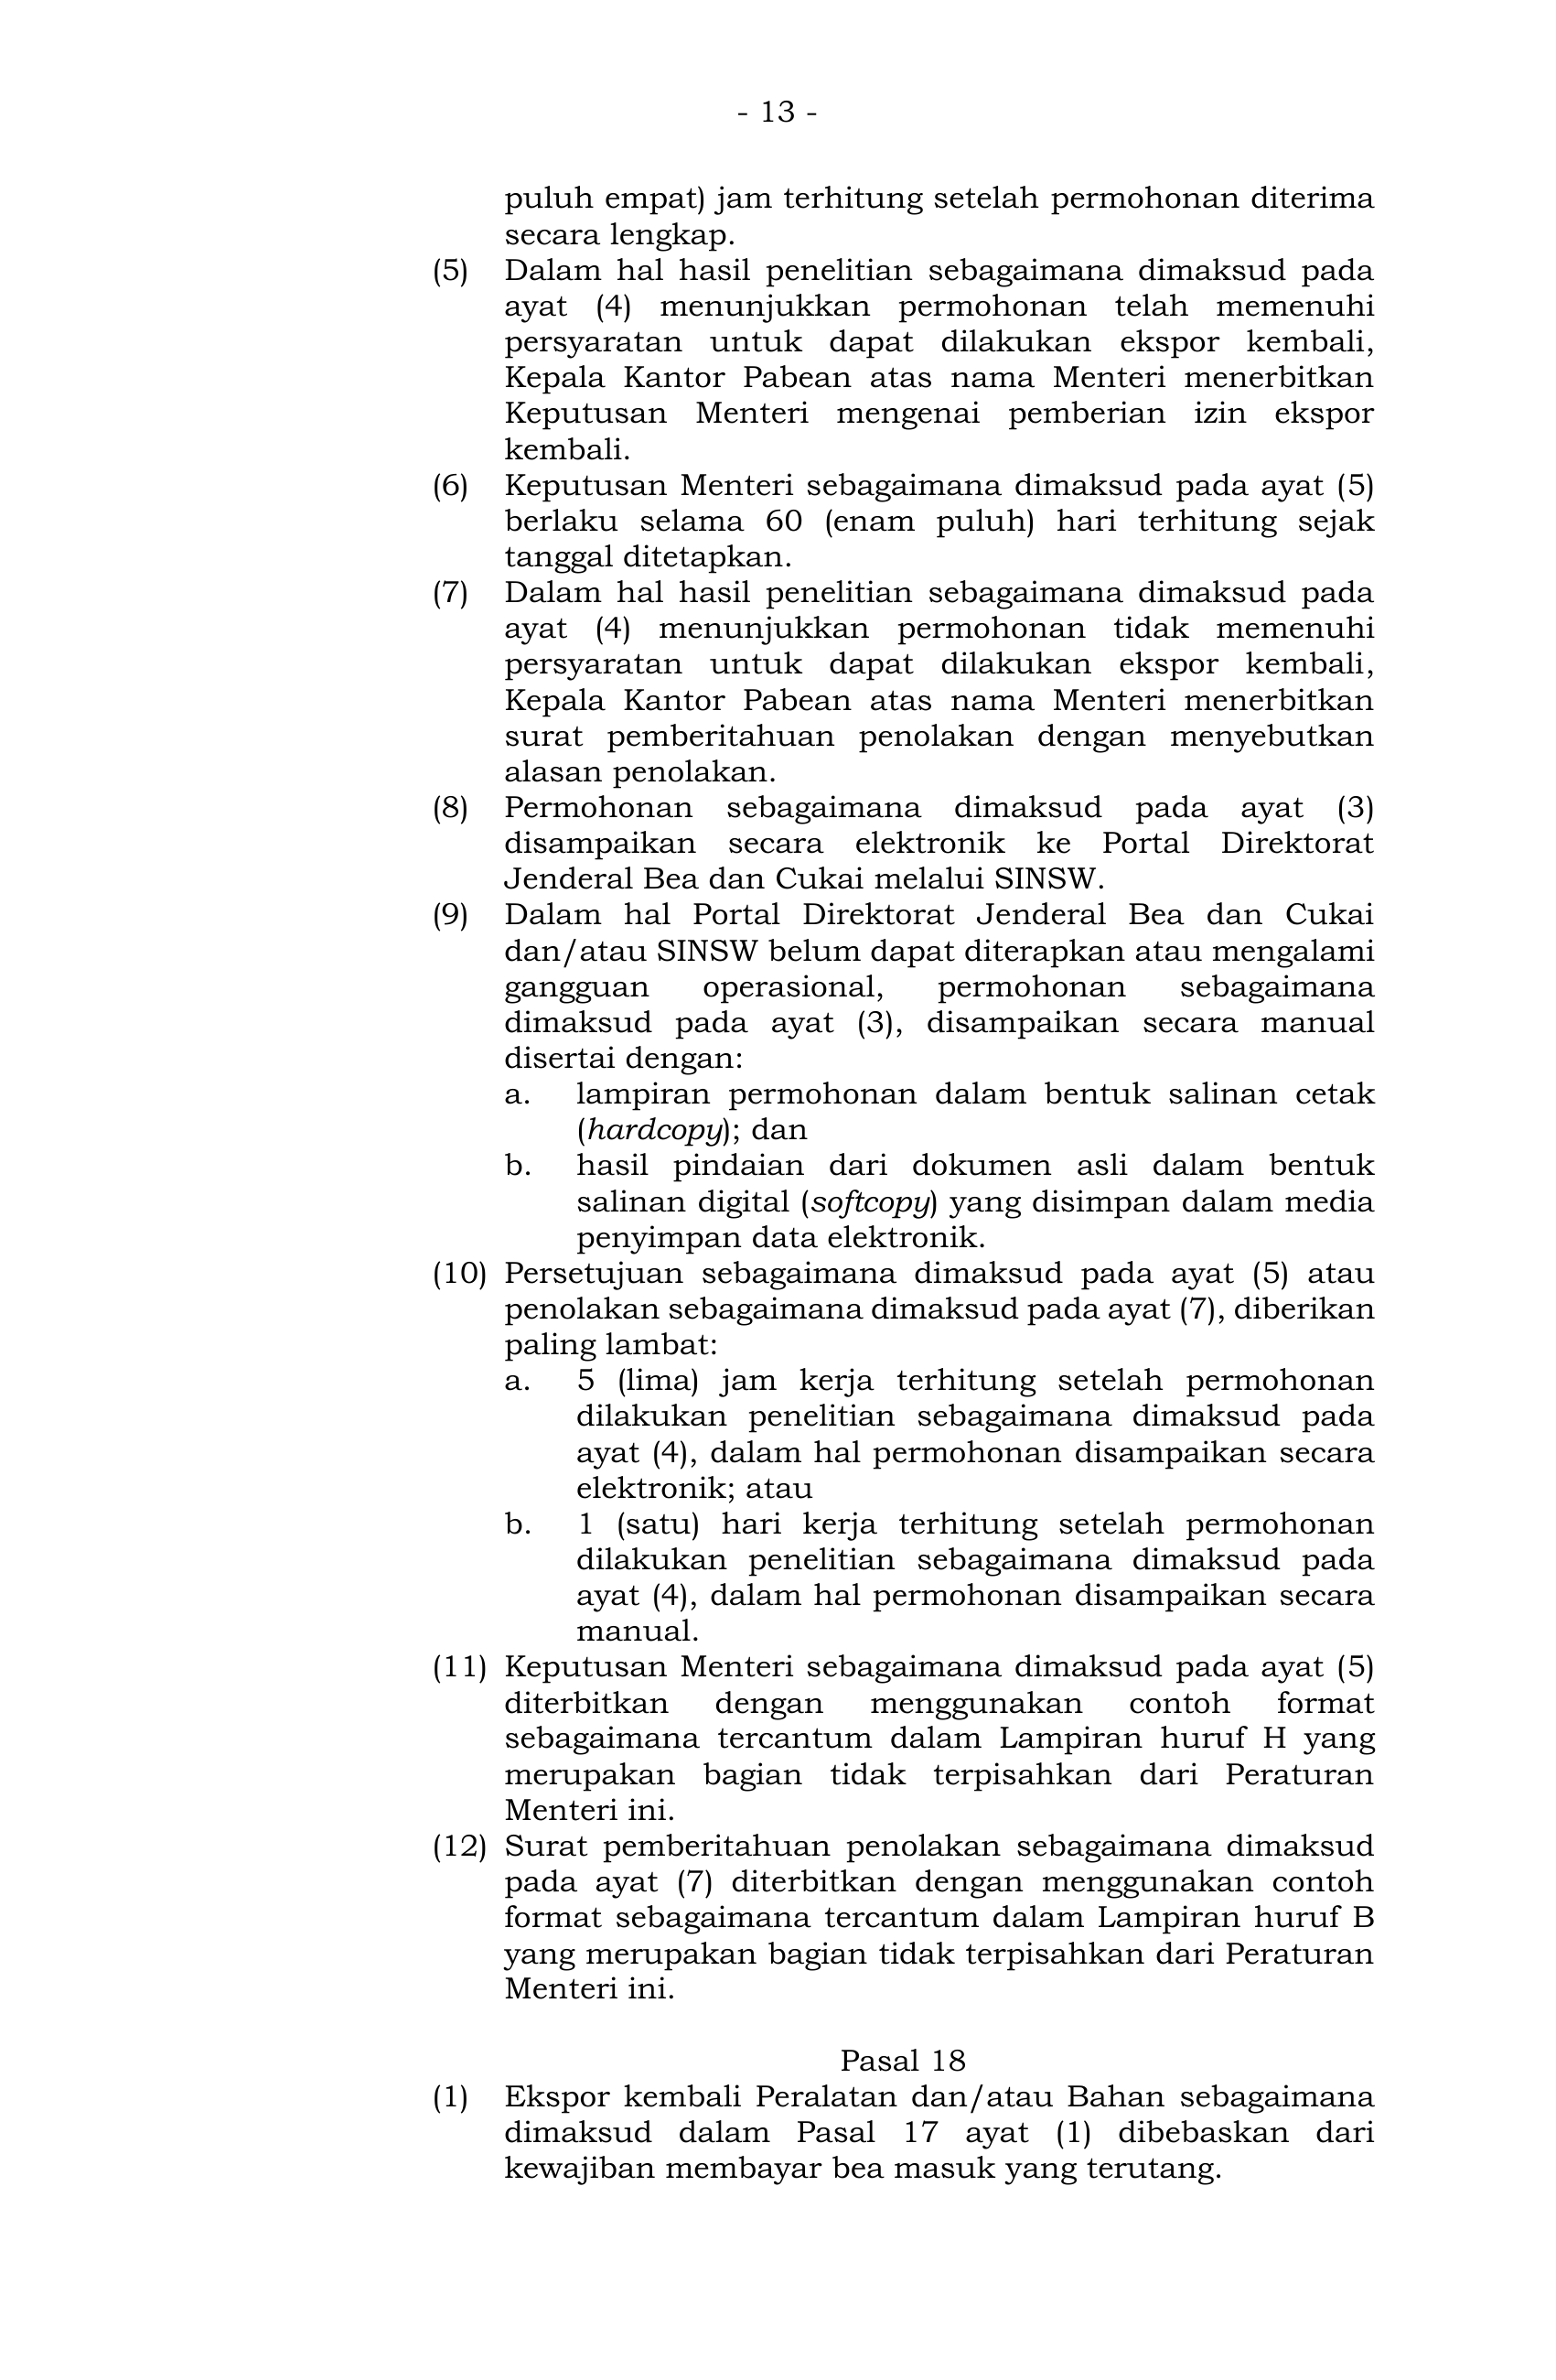 - 13 -
puluh empat) jam terhitung setelah permohonan diterima
secara lengkap.
(5) Dalam hal hasil penelitian sebagaimana dimaksud pada
ayat (4) menunjukkan permohonan telah memenuhi
persyaratan untuk dapat dilakukan ekspor kembali,
Kepala Kantor Pabean atas nama Menteri menerbitkan
Keputusan Menteri mengenai pemberian izin ekspor
kembali.
(6) Keputusan Menteri sebagaimana dimaksud pada ayat (5)
berlaku selama 60 (enam puluh) hari terhitung sejak
tanggal ditetapkan.
(7) Dalam hal hasil penelitian sebagaimana dimaksud pada
ayat (4) menunjukkan permohonan tidak memenuhi
persyaratan untuk dapat dilakukan ekspor kembali,
Kepala Kantor Pabean atas nama Menteri menerbitkan
surat pemberitahuan penolakan dengan menyebutkan
alasan penolakan.
(8) Permohonan sebagaimana dimaksud pada ayat (3)
disampaikan secara elektronik ke Portal Direktorat
Jenderal Bea dan Cukai melalui SINSW.
(9) Dalam hal Portal Direktorat Jenderal Bea dan Cukai
dan/atau SINSW belum dapat diterapkan atau mengalami
gangguan operasional, permohonan sebagaimana
dimaksud pada ayat (3), disampaikan secara manual
disertai dengan:
a. lampiran permohonan dalam bentuk salinan cetak
(hardcopy); dan
b. hasil pindaian dari dokumen asli dalam bentuk
salinan digital (softcopy) yang disimpan dalam media
penyimpan data elektronik.
(10) Persetujuan sebagaimana dimaksud pada ayat (5) atau
penolakan sebagaimana dimaksud pada ayat (7), diberikan
paling lambat:
a. 5 (lima) jam kerja terhitung setelah permohonan
dilakukan penelitian sebagaimana dimaksud pada
ayat (4), dalam hal permohonan disampaikan secara
elektronik; atau
b. 1 (satu) hari kerja terhitung setelah permohonan
dilakukan penelitian sebagaimana dimaksud pada
ayat (4), dalam hal permohonan disampaikan secara
manual.
(11) Keputusan Menteri sebagaimana dimaksud pada ayat (5)
diterbitkan dengan menggunakan contoh format
sebagaimana tercantum dalam Lampiran huruf H yang
merupakan bagian tidak terpisahkan dari Peraturan
Menteri ini.
(12) Surat pemberitahuan penolakan sebagaimana dimaksud
pada ayat (7) diterbitkan dengan menggunakan contoh
format sebagaimana tercantum dalam Lampiran huruf B
yang merupakan bagian tidak terpisahkan dari Peraturan
Menteri ini.
Pasal 18
(1) Ekspor kembali Peralatan dan/atau Bahan sebagaimana
dimaksud dalam Pasal 17 ayat (1) dibebaskan dari
kewajiban membayar bea masuk yang terutang.